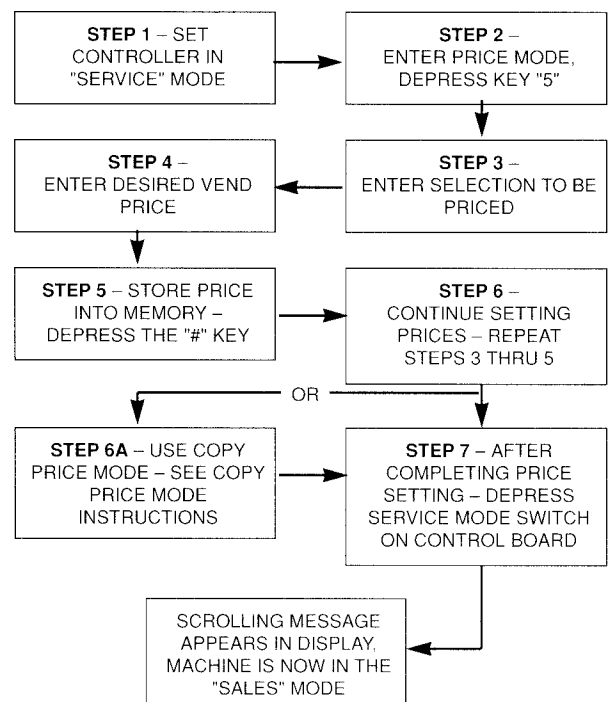 STEP 1 – SET
CONTROLLER IN
"SERVICE" MODE
STEP 2 –
ENTER PRICE MODE,
DEPRESS KEY "5"
STEP 3 –
ENTER SELECTION TO BE
PRICED
STEP 4 –
ENTER DESIRED VEND
PRICE
STEP 5 – STORE PRICE
INTO MEMORY –
DEPRESS THE "#" KEY
STEP 6 –
CONTINUE SETTING
PRICES – REPEAT
STEPS 3 THRU 5
OR
STEP 6A – USE COPY
PRICE MODE – SEE COPY
PRICE MODE
INSTRUCTIONS
STEP 7 – AFTER
COMPLETING PRICE
SETTING – DEPRESS
SERVICE MODE SWITCH
ON CONTROL BOARD
SCROLLING MESSAGE
APPEARS IN DISPLAY,
MACHINE IS NOW IN THE
"SALES" MODE